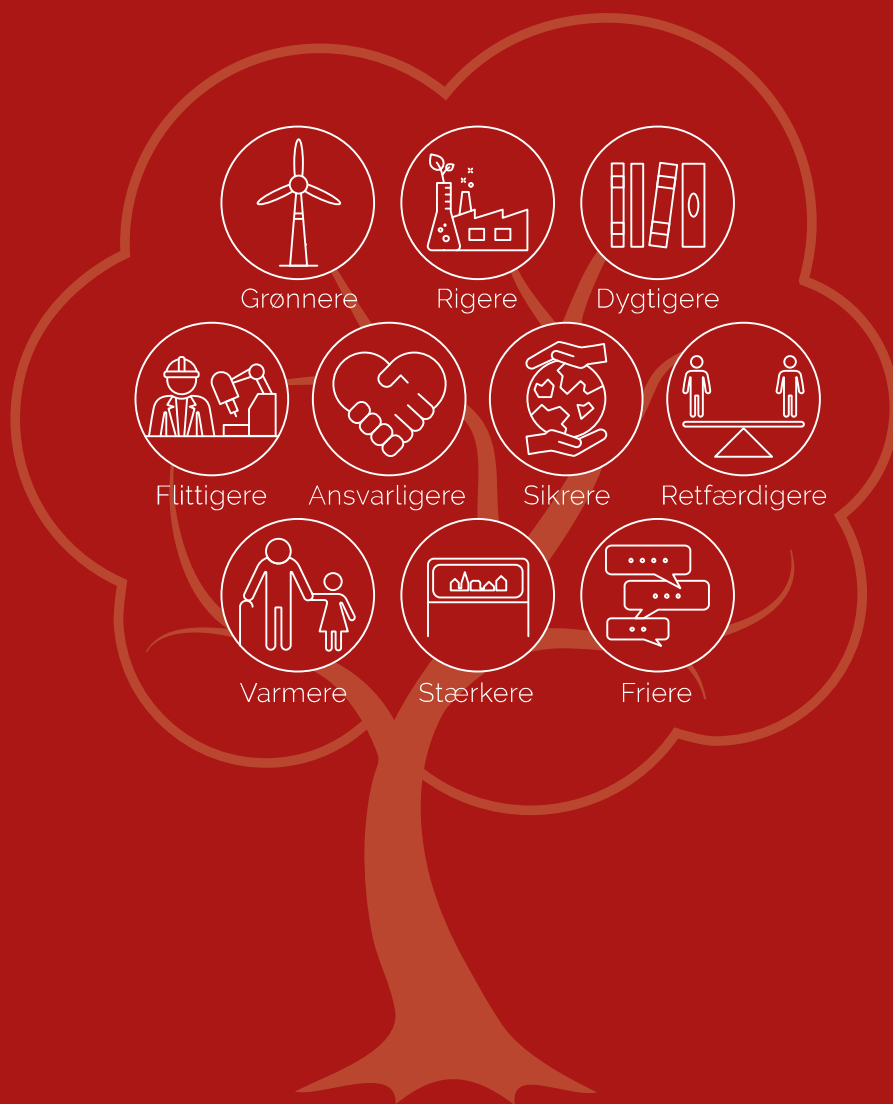 Grønnere Rigere Dygtigere
Flittigere Ansvarligere Sikrere Retfærdigere
Varmere Stærkere Friere